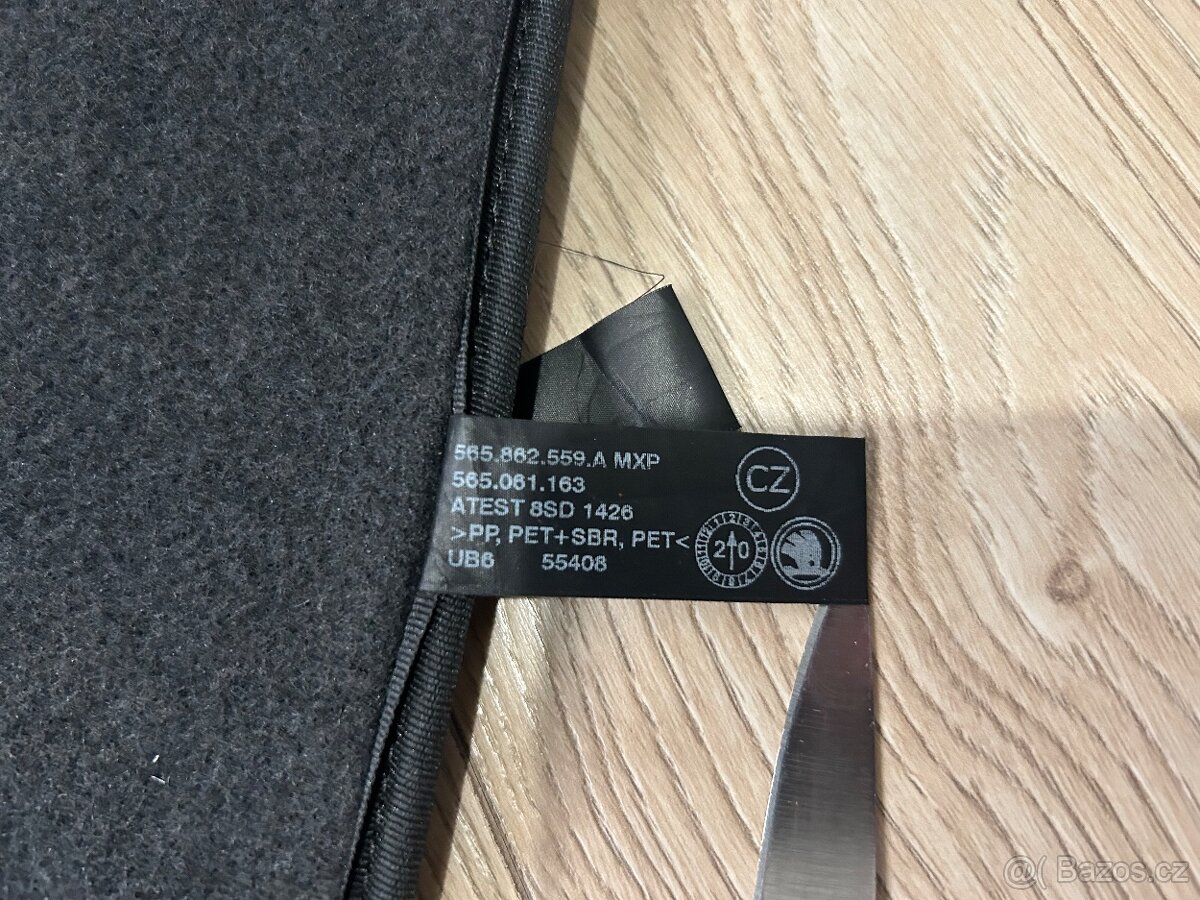 565.862.559.A MXP
565.061.163
ATEST 8SD 1426
>PP, PET+SBR, PET<
UB6 55408
CZ
20
@( Bazos.cz